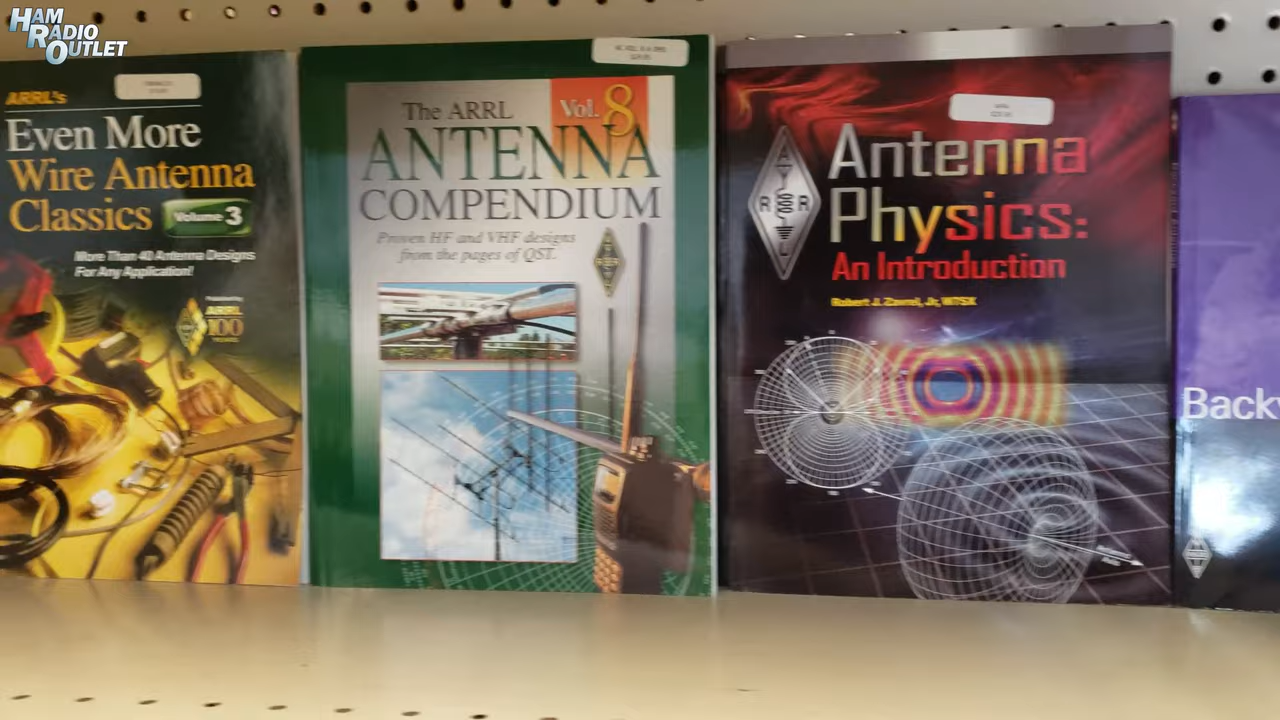 HAM
RADIO
OUTLET
ARRL's
Even More
Wire Antenna
Classics
Volume 3
More Than 40 Antenna Designs
For Any Application!
Published by
ARRL
100
The ARRL
Vol. 8
ANTENNA
COMPENDIUM
Proven HF and VHF designs
from the pages of QST.
Antenna
Physics:
An Introduction
Robert J. Zavrel, Jr, W7SX
A
R R
L
Back